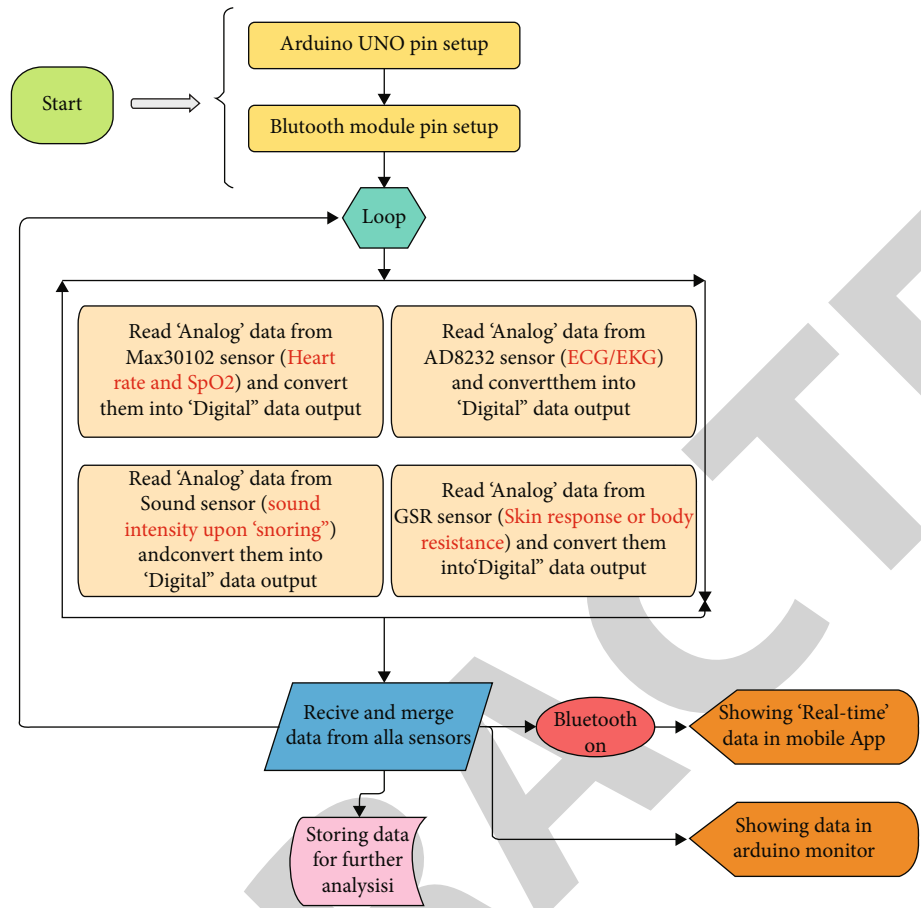 Start
Arduino UNO pin setup
Blutooth module pin setup
Loop
Read ‘Analog’ data from
Max30102 sensor (Heart
rate and SpO2) and convert
them into ‘Digital” data output
Read ‘Analog’ data from
AD8232 sensor (ECG/EKG)
and convertthem into
‘Digital” data output
Read ‘Analog’ data from
Sound sensor (sound
intensity upon ‘snoring”)
andconvert them into
‘Digital” data output
Read ‘Analog’ data from
GSR sensor (Skin response or body
resistance) and convert them
into‘Digital” data output
Recive and merge
data from alla sensors
Bluetooth
on
Showing ‘Real-time’
data in mobile App
Storing data
for further
analysisi
Showing data in
arduino monitor